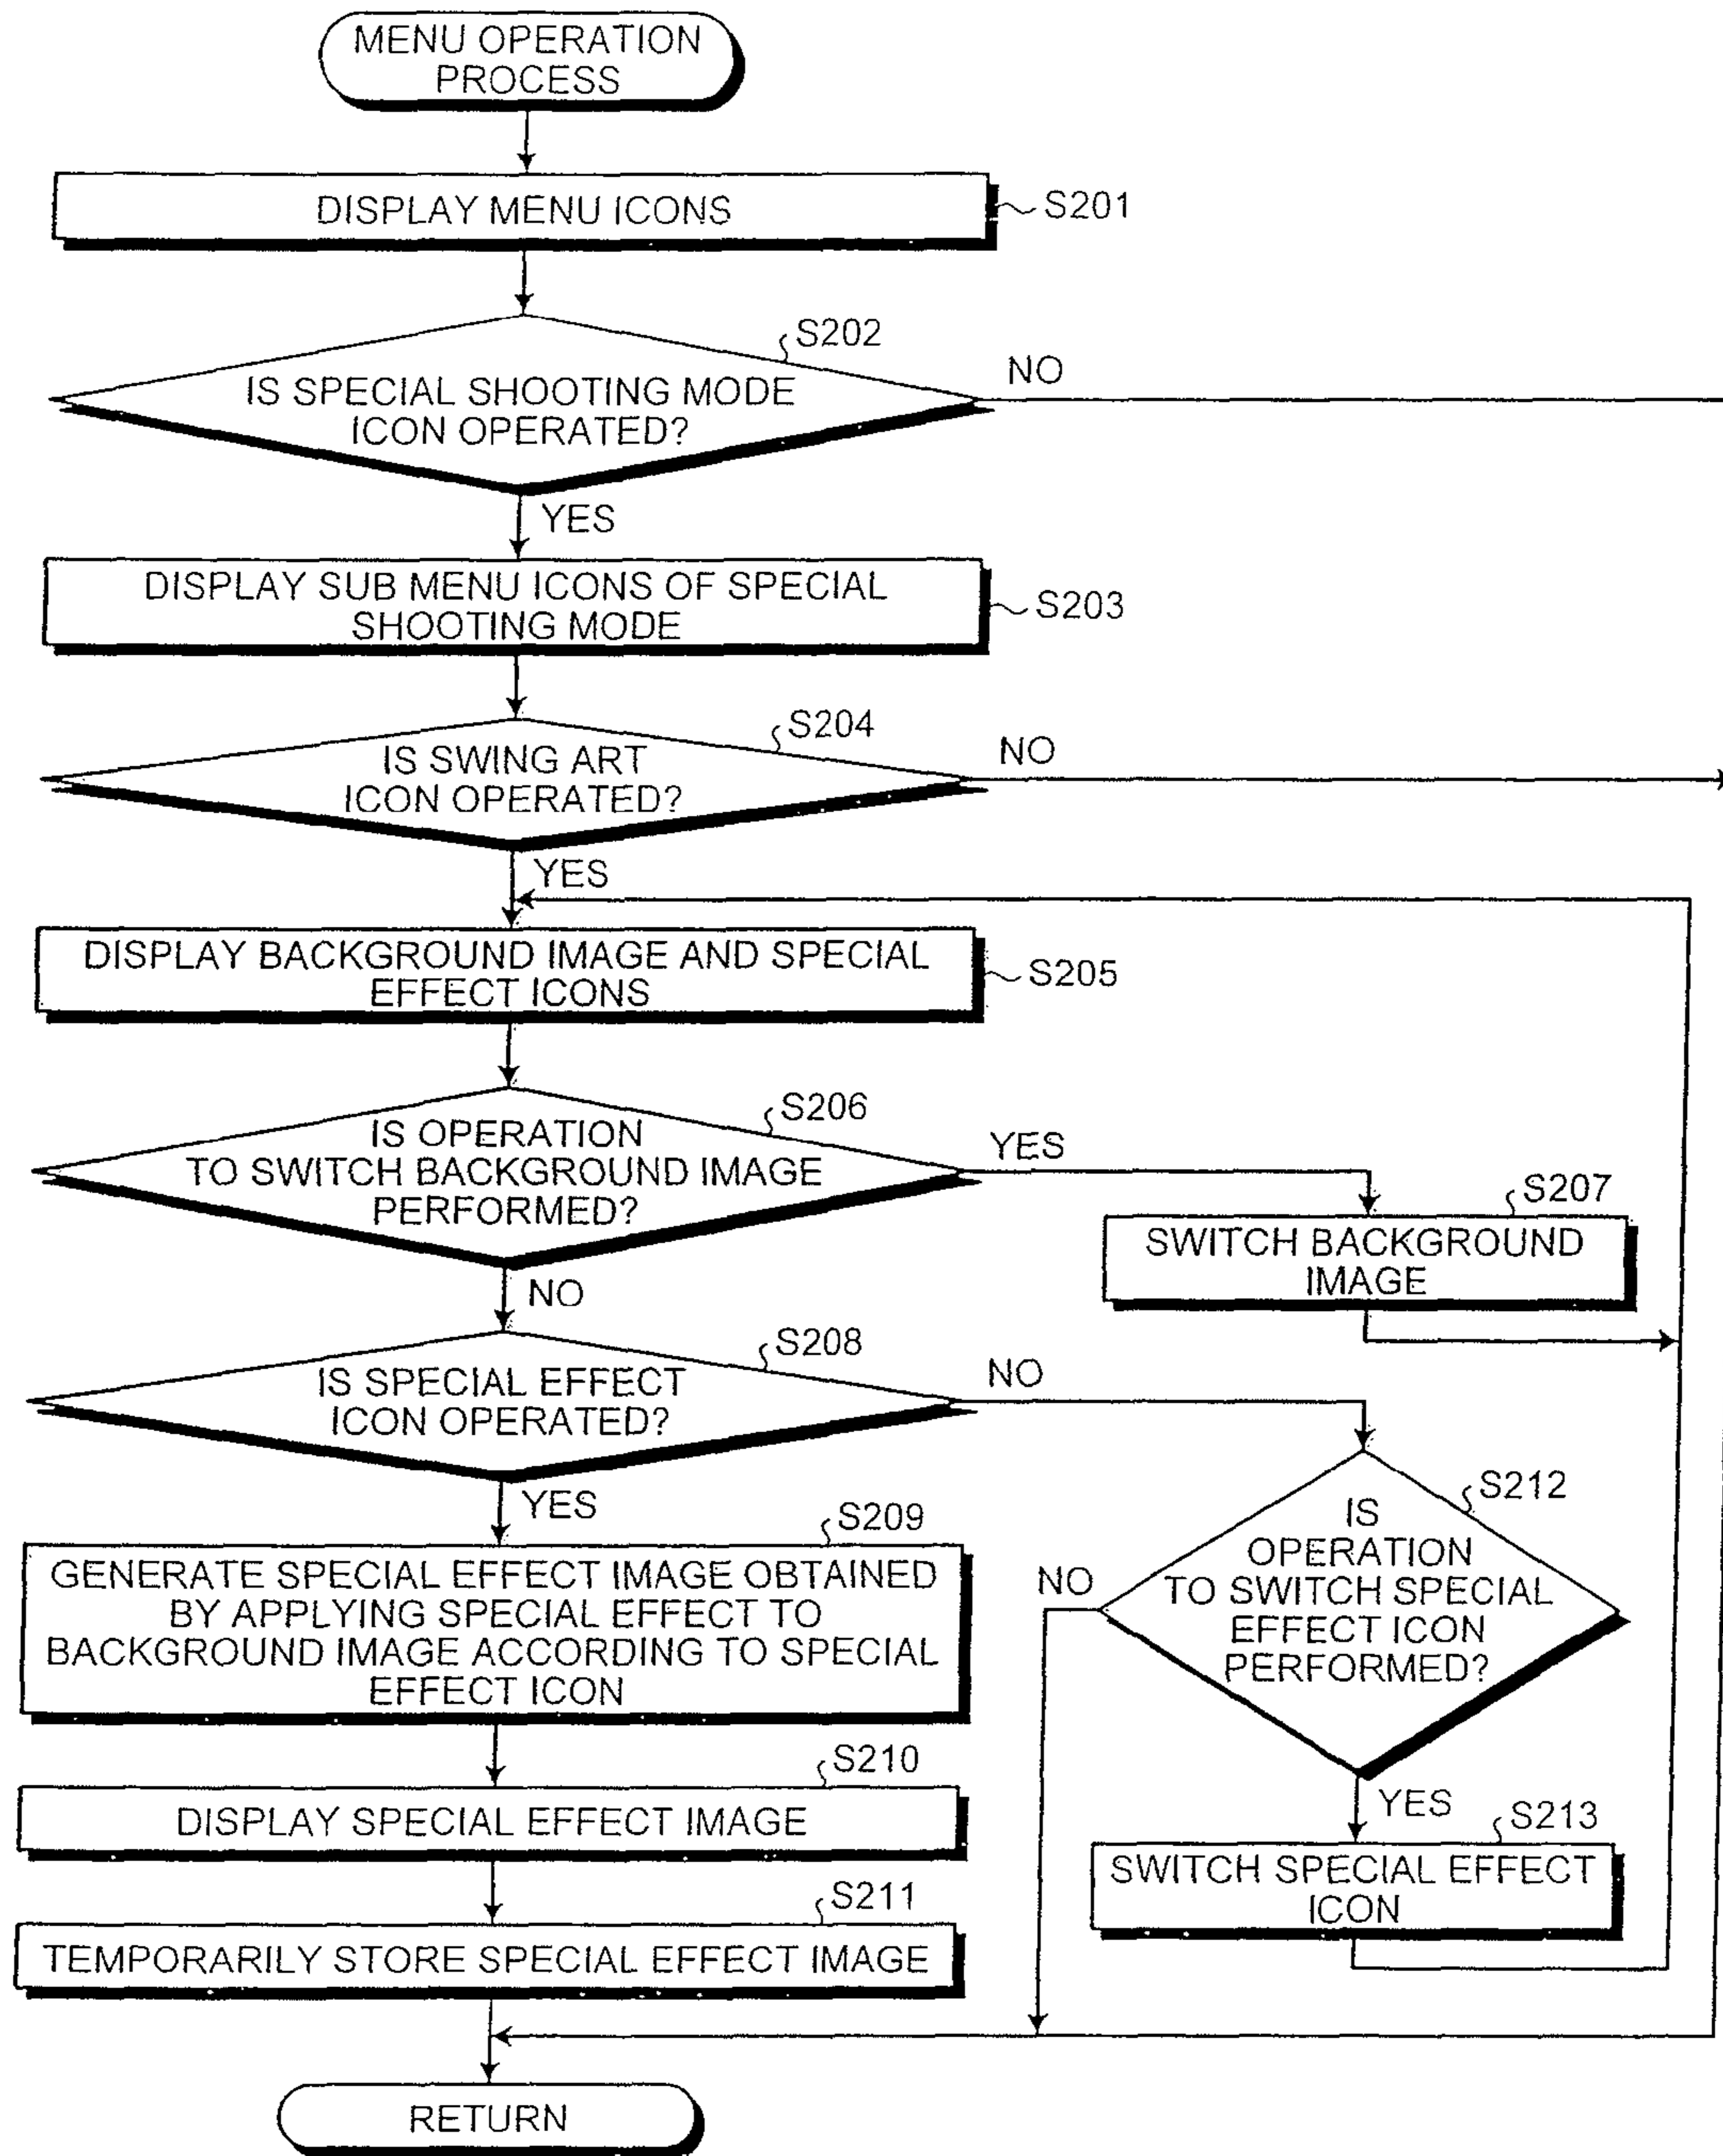 MENU OPERATION
PROCESS
DISPLAY MENU ICONS
S201
S202
IS SPECIAL SHOOTING MODE
ICON OPERATED?
NO
YES
DISPLAY SUB MENU ICONS OF SPECIAL
SHOOTING MODE
S203
S204
IS SWING ART
ICON OPERATED?
NO
YES
DISPLAY BACKGROUND IMAGE AND SPECIAL
EFFECT ICONS
S205
S206
IS OPERATION
TO SWITCH BACKGROUND IMAGE
PERFORMED?
YES
NO
S207
SWITCH BACKGROUND
IMAGE
S208
IS SPECIAL EFFECT
ICON OPERATED?
NO
YES
S209
GENERATE SPECIAL EFFECT IMAGE OBTAINED
BY APPLYING SPECIAL EFFECT TO
BACKGROUND IMAGE ACCORDING TO SPECIAL
EFFECT ICON
S212
IS
OPERATION
TO SWITCH SPECIAL
EFFECT ICON
PERFORMED?
NO
YES
S210
DISPLAY SPECIAL EFFECT IMAGE
S213
SWITCH SPECIAL EFFECT
ICON
S211
TEMPORARILY STORE SPECIAL EFFECT IMAGE
RETURN